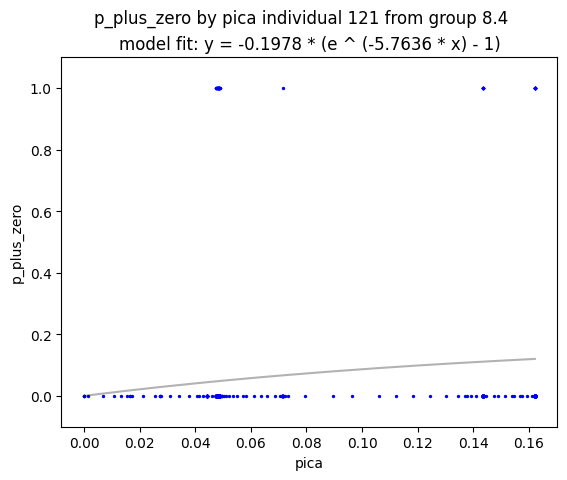 p_plus_zero by pica individual 121 from group 8.4
model fit: y = -0.1978 * (e ^ (-5.7636 * x) - 1)
1.0
0.8
0.6
0.4
0.2
0.0
p_plus_zero
0.00 0.02 0.04 0.06 0.08 0.10 0.12 0.14 0.16
pica